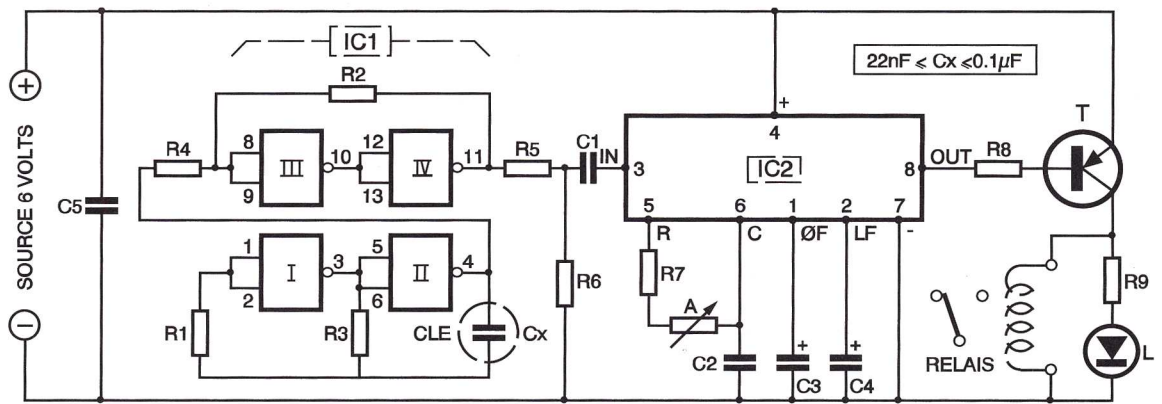 SOURCE 6 VOLTS
+
−
C5
IC1
R2
R4
8
9
III
10
12
13
IV
11
R5
C1
IN
1
2
I
3
5
6
II
4
R1
R3
CLE
Cx
R6
22nF ≤ Cx ≤0.1µF
+
4
3
IC2
8
OUT
R8
T
5
6
1
2
7
R
C
ØF
LF
-
R7
A
C2
+
C3
+
C4
RELAIS
R9
L